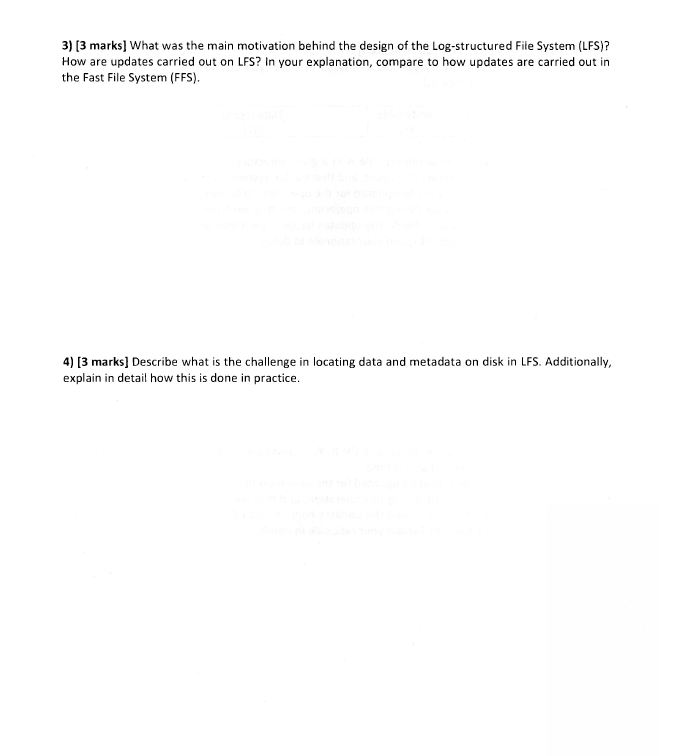 3) [3 marks] What was the main motivation behind the design of the Log-structured File System (LFS)?
How are updates carried out on LFS? In your explanation, compare to how updates are carried out in
the Fast File System (FFS).
4) [3 marks] Describe what is the challenge in locating data and metadata on disk in LFS. Additionally,
explain in detail how this is done in practice.